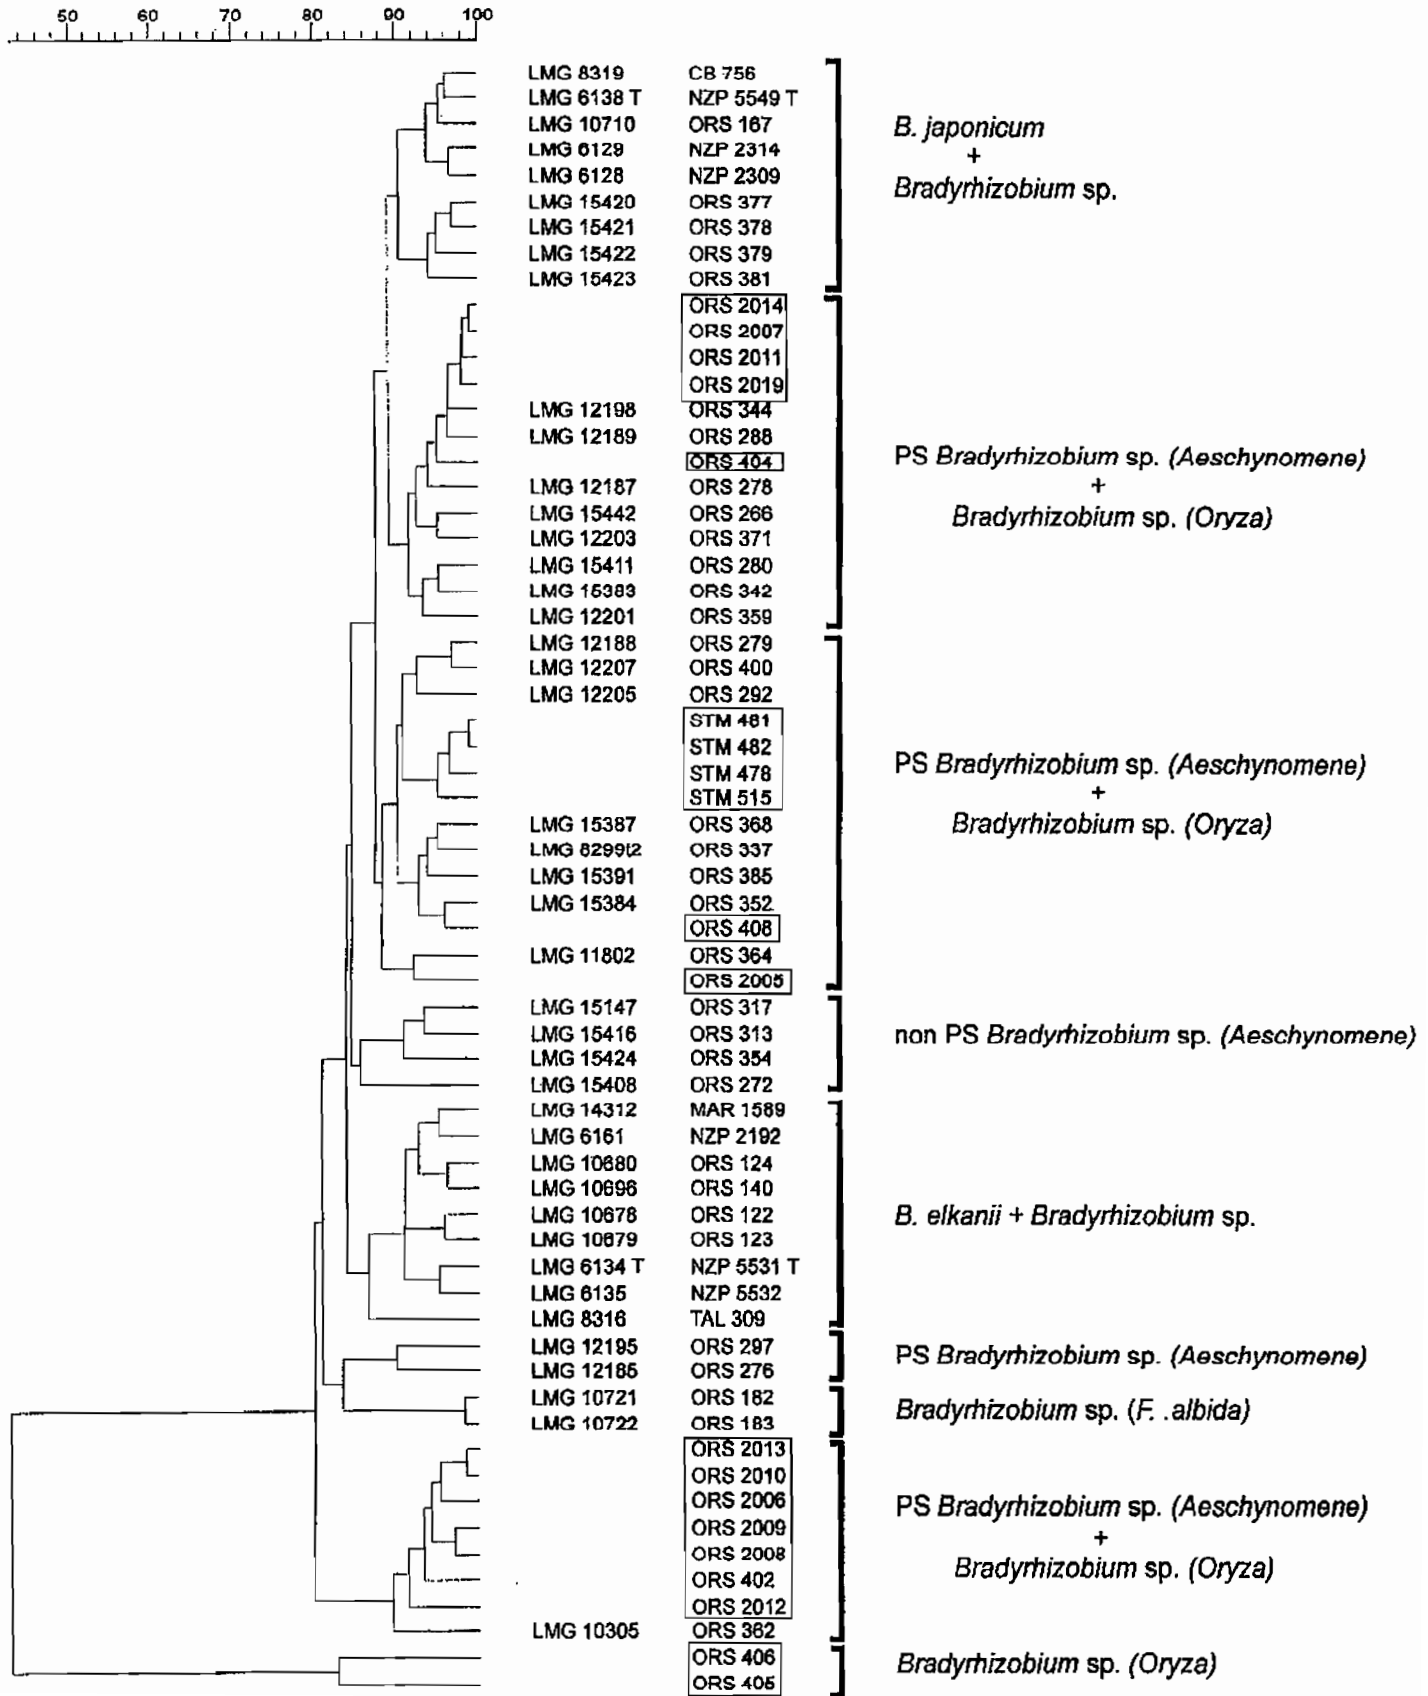 50 60 70 80 90 100
LMG 8319 CB 756
LMG 6138 T NZP 5549 T
LMG 10710 ORS 167
LMG 6129 NZP 2314
LMG 6128 NZP 2309
LMG 15420 ORS 377
LMG 15421 ORS 378
LMG 15422 ORS 379
LMG 15423 ORS 381
B. japonicum
+
Bradyrhizobium sp.
ORS 2014
ORS 2007
ORS 2011
ORS 2019
LMG 12198 ORS 344
LMG 12189 ORS 288
ORS 404
LMG 12187 ORS 278
LMG 15442 ORS 266
LMG 12203 ORS 371
LMG 15411 ORS 280
LMG 15383 ORS 342
LMG 12201 ORS 359
PS Bradyrhizobium sp. (Aeschynomene)
+
Bradyrhizobium sp. (Oryza)
LMG 12188 ORS 279
LMG 12207 ORS 400
LMG 12205 ORS 292
STM 481
STM 482
STM 478
STM 515
LMG 15387 ORS 368
LMG 8299t2 ORS 337
LMG 15391 ORS 385
LMG 15384 ORS 352
ORS 408
LMG 11802 ORS 364
ORS 2005
PS Bradyrhizobium sp. (Aeschynomene)
+
Bradyrhizobium sp. (Oryza)
LMG 15147 ORS 317
LMG 15416 ORS 313
LMG 15424 ORS 354
LMG 15408 ORS 272
non PS Bradyrhizobium sp. (Aeschynomene)
LMG 14312 MAR 1589
LMG 6161 NZP 2192
LMG 10680 ORS 124
LMG 10696 ORS 140
LMG 10678 ORS 122
LMG 10679 ORS 123
LMG 6134 T NZP 5531 T
LMG 6135 NZP 5532
LMG 8316 TAL 309
B. elkanii + Bradyrhizobium sp.
LMG 12195 ORS 297
LMG 12185 ORS 276
PS Bradyrhizobium sp. (Aeschynomene)
LMG 10721 ORS 182
LMG 10722 ORS 183
Bradyrhizobium sp. (F. .albida)
ORS 2013
ORS 2010
ORS 2006
ORS 2009
ORS 2008
ORS 402
ORS 2012
LMG 10305 ORS 362
PS Bradyrhizobium sp. (Aeschynomene)
+
Bradyrhizobium sp. (Oryza)
ORS 406
ORS 405
Bradyrhizobium sp. (Oryza)